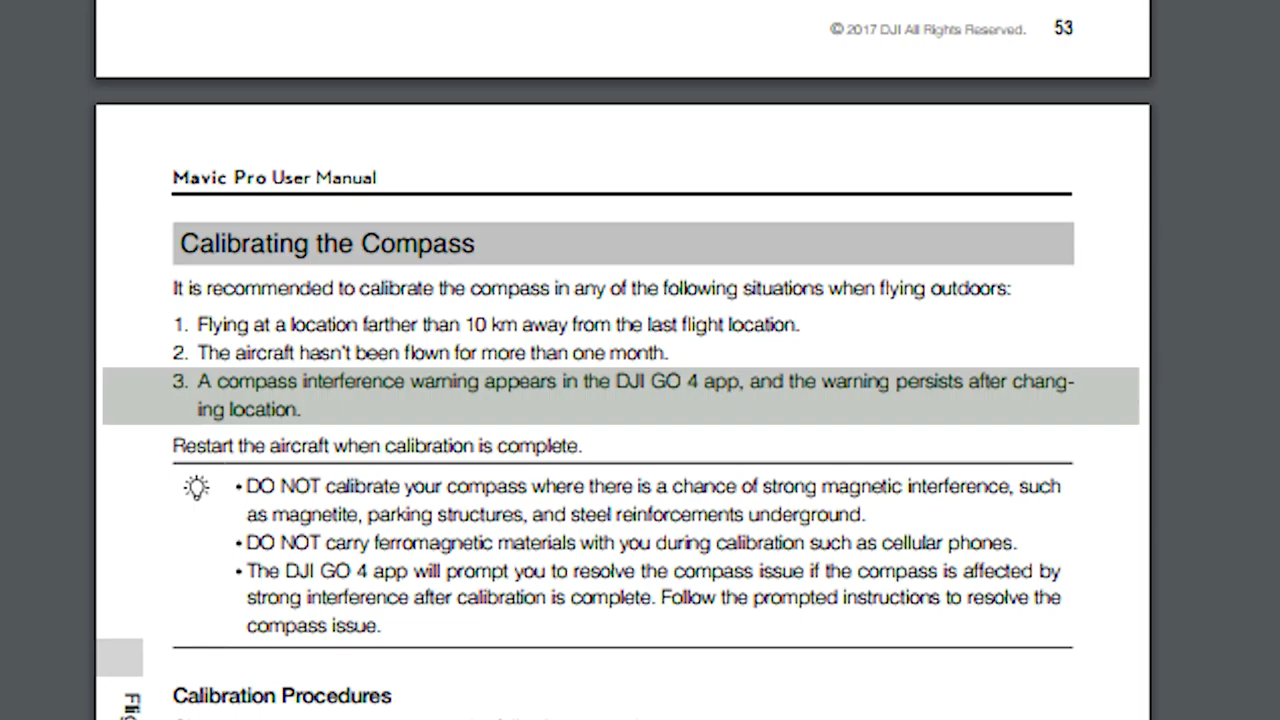 © 2017 DJI All Rights Reserved. 53
Mavic Pro User Manual
Calibrating the Compass
It is recommended to calibrate the compass in any of the following situations when flying outdoors:
1. Flying at a location farther than 10 km away from the last flight location.
2. The aircraft hasn't been flown for more than one month.
3. A compass interference warning appears in the DJI GO 4 app, and the warning persists after chang-
ing location.
Restart the aircraft when calibration is complete.
• DO NOT calibrate your compass where there is a chance of strong magnetic interference, such
as magnetite, parking structures, and steel reinforcements underground.
• DO NOT carry ferromagnetic materials with you during calibration such as cellular phones.
• The DJI GO 4 app will prompt you to resolve the compass issue if the compass is affected by
strong interference after calibration is complete. Follow the prompted instructions to resolve the
compass issue.
Calibration Procedures